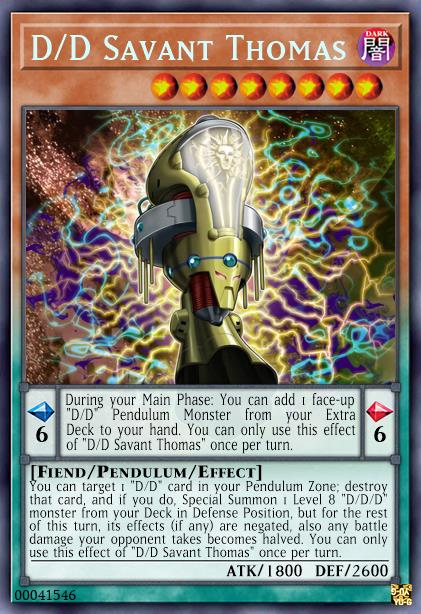 D/D SAVANT THOMAS
DARK
闇
During your Main Phase: You can add 1 face-up
"D/D" Pendulum Monster from your Extra
Deck to your hand. You can only use this effect
of "D/D Savant Thomas" once per turn.
6
6
[FIEND/PENDULUM/EFFECT]
You can target 1 "D/D" card in your Pendulum Zone; destroy
that card, and if you do, Special Summon 1 Level 8 "D/D/D"
monster from your Deck in Defense Position, but for the rest
of this turn, its effects (if any) are negated, also any battle
damage your opponent takes becomes halved. You can only
use this effect of "D/D Savant Thomas" once per turn.
ATK/1800 DEF/2600
00041546